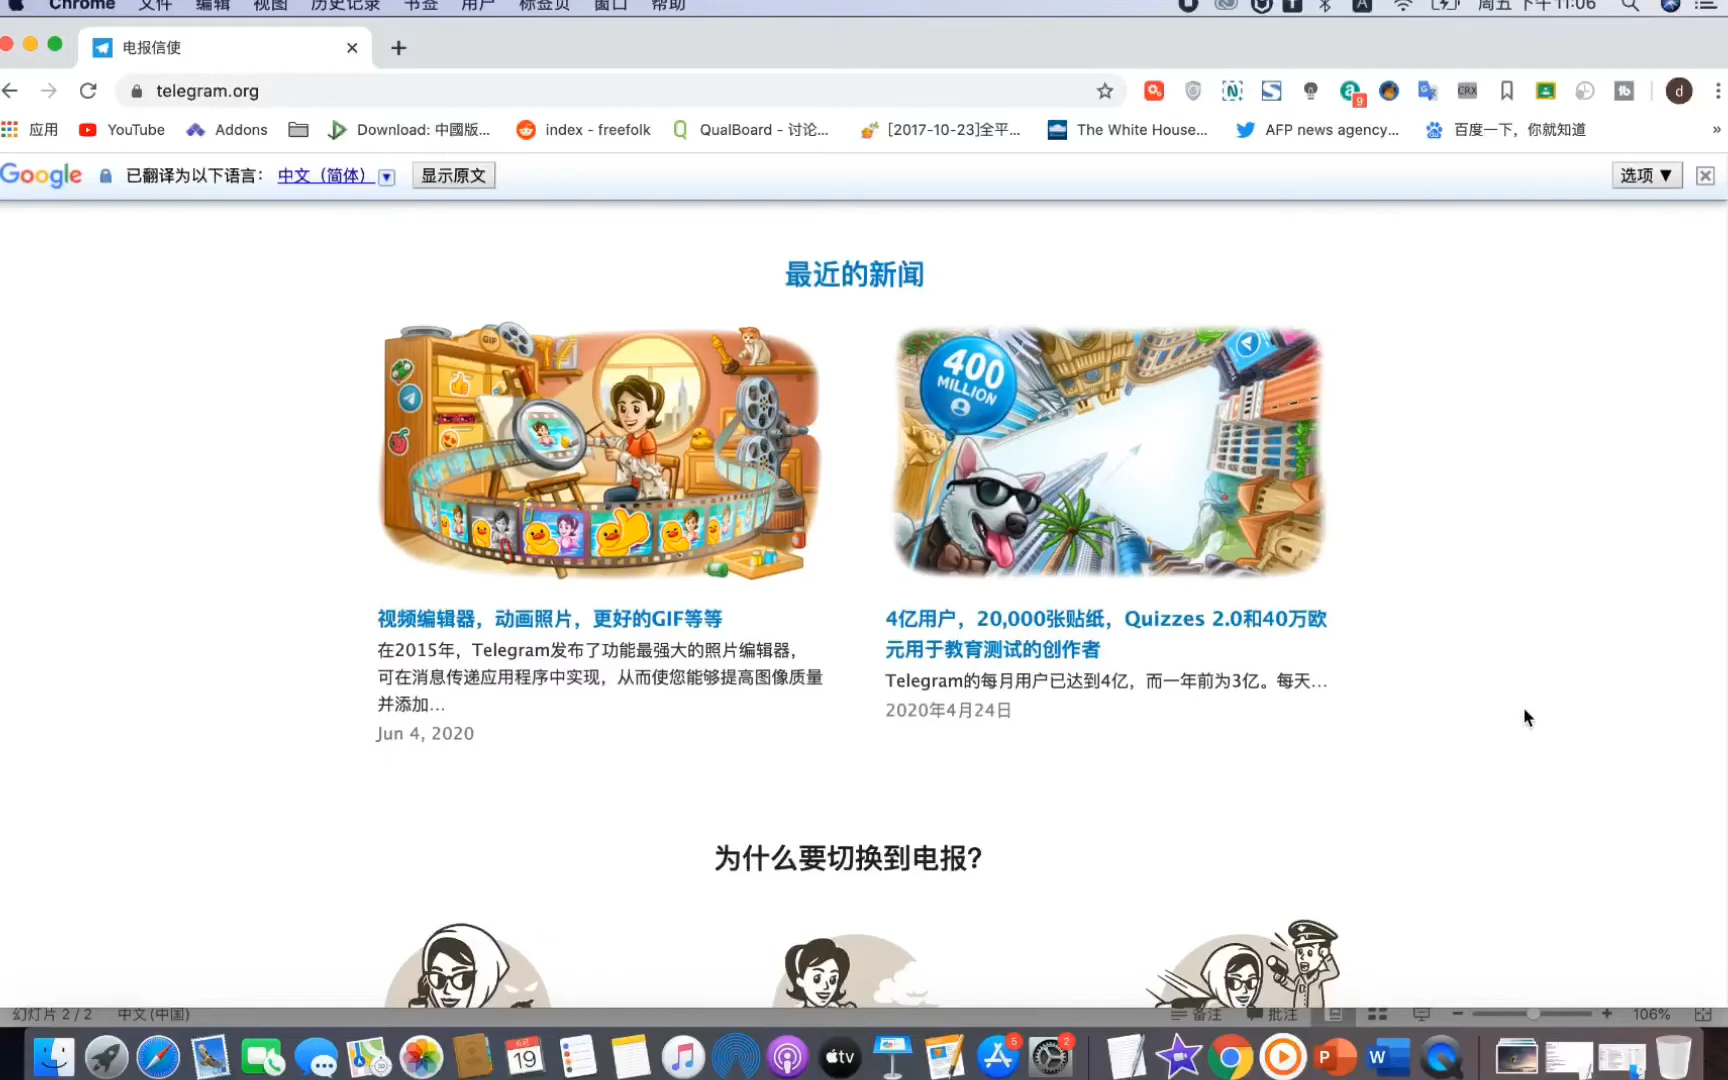 Chrome 文件 编辑 视图 历史记录 书签 用户 标签页 窗口 帮助 周五 下午11:06
电报信使
telegram.org
d
应用 YouTube Addons Download: 中國版... index - freefolk QualBoard - 讨论... [2017-10-23]全平... The White House... AFP news agency,... 百度一下，你就知道 »
Google 已翻译为以下语言： 中文（简体） 显示原文 选项 ▼
最近的新闻
GIF
400
MILLION
视频编辑器，动画照片，更好的GIF等等
在2015年，Telegram发布了功能最强大的照片编辑器，
可在消息传递应用程序中实现，从而使您能够提高图像质量
并添加...
Jun 4, 2020
4亿用户，20,000张贴纸，Quizzes 2.0和40万欧
元用于教育测试的创作者
Telegram的每月用户已达到4亿，而一年前为3亿。每天...
2020年4月24日
为什么要切换到电报?
幻灯片 2 / 2 中文 (中国) 备注 批注 106%
19
tv
5
2
P
W